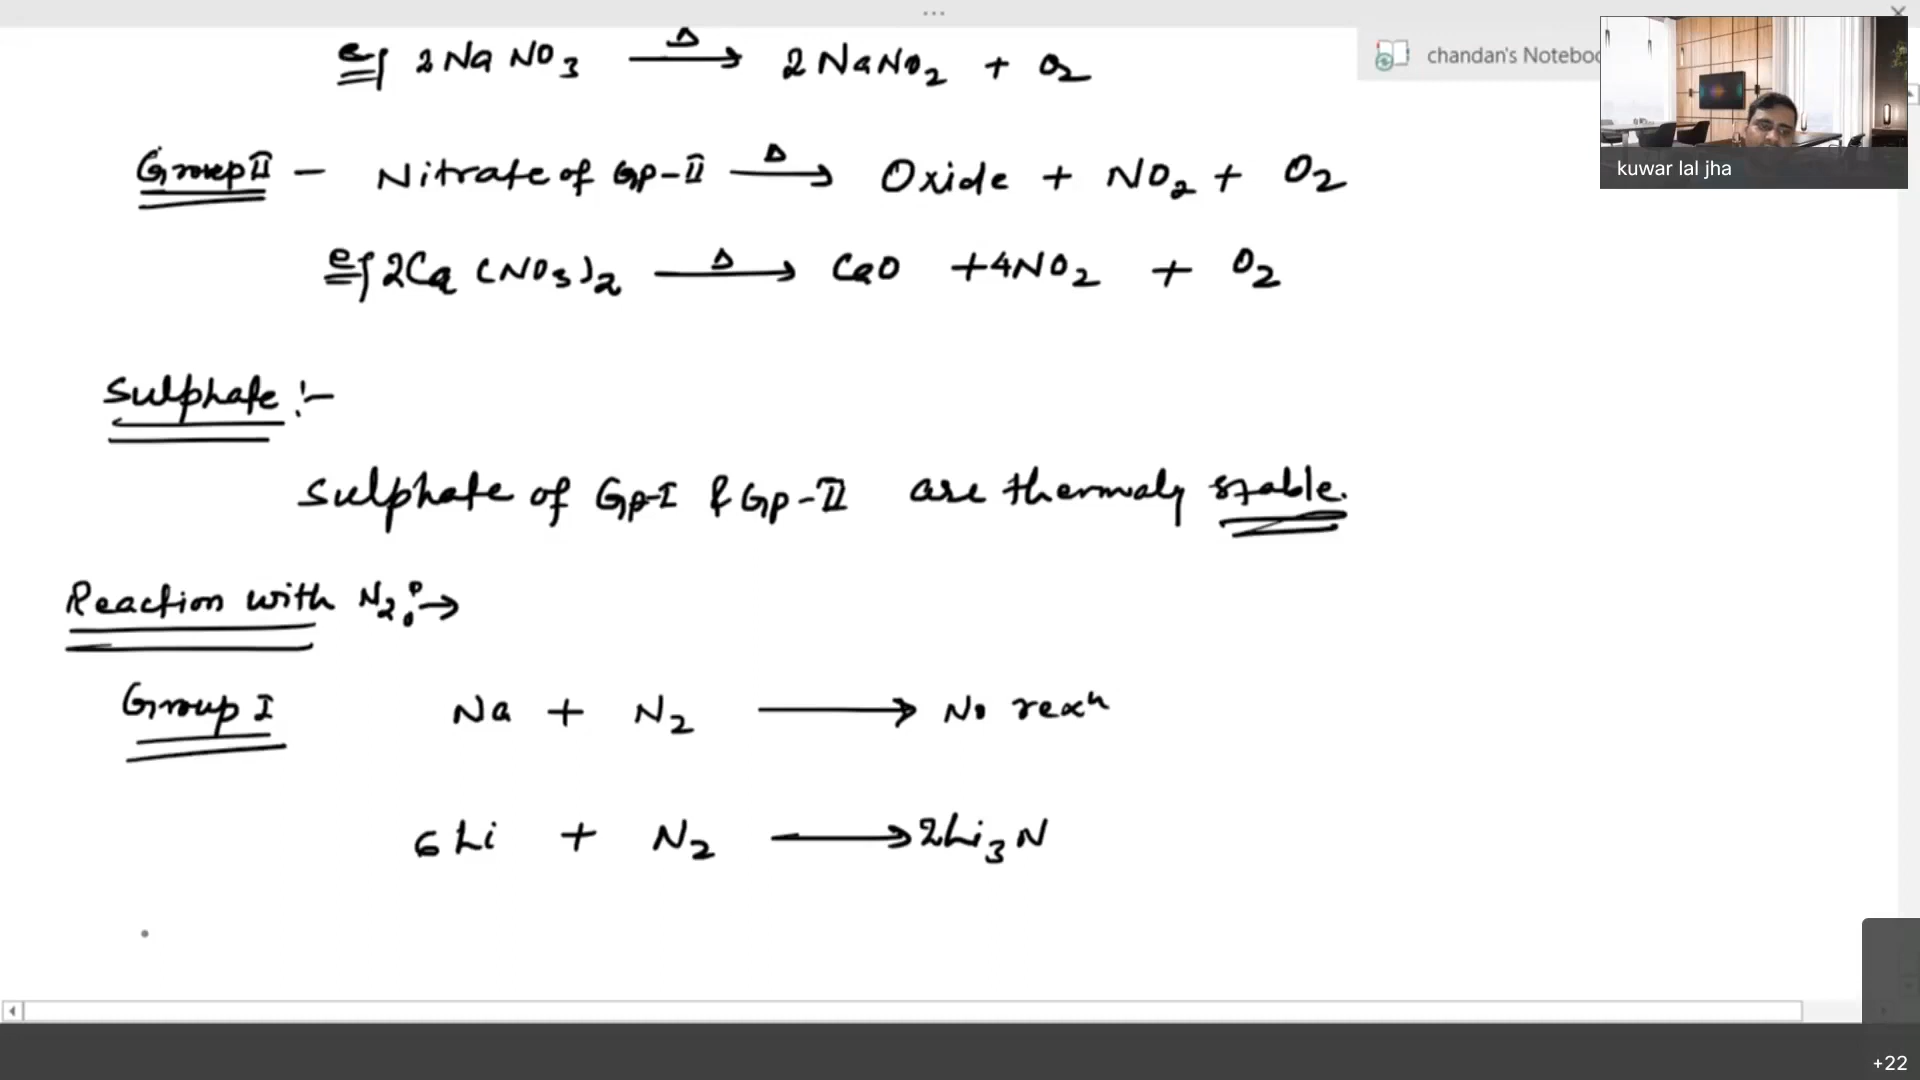 eg 2NaNO3 —Δ→ 2NaNO2 + O2
chandan's Noteboo
kuwar lal jha
Group II – Nitrate of Gp-II —Δ→ Oxide + NO2 + O2
eg 2Ca(NO3)2 —Δ→ CaO +4NO2 + O2
Sulphate :–
Sulphate of Gp-I & Gp-II are thermaly stable.
Reaction with N2 :→
Group I Na + N2 → No reaxn
6Li + N2 → 2Li3N
+22